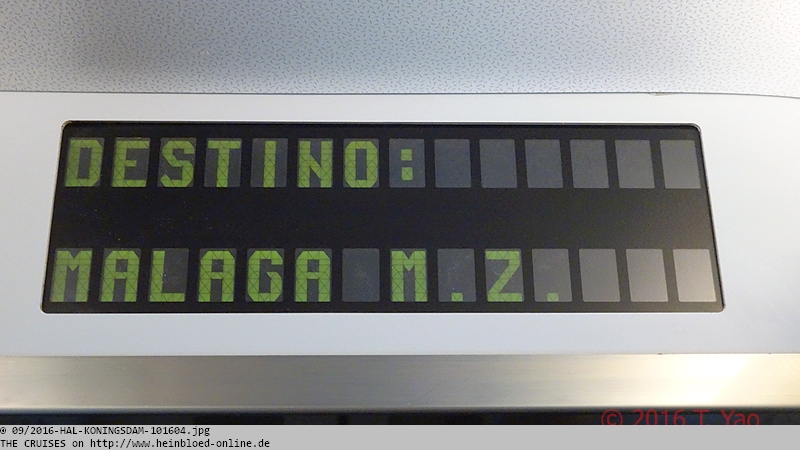 DESTINO:
MALAGA M.Z.
© 2016 T. Yao
@ 09/2016-HAL-KONINGSDAM-101604.jpg
THE CRUISES on http://www.heinbloed-online.de